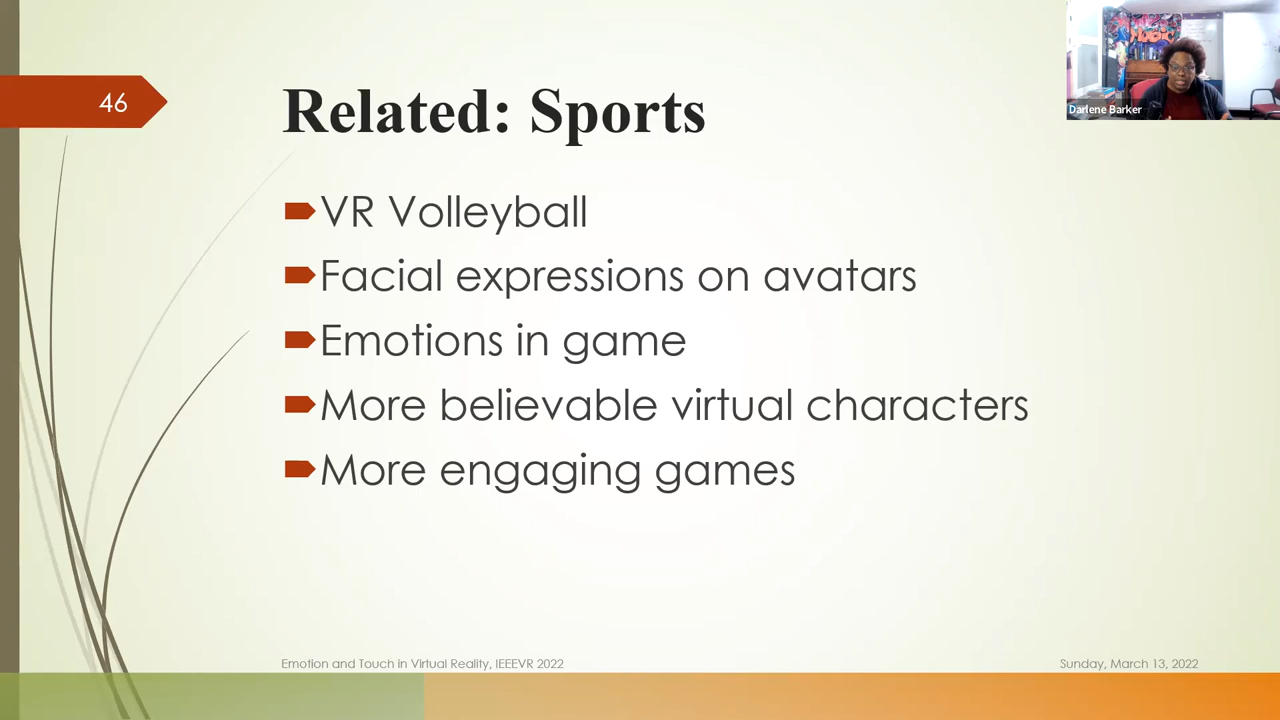 46
Related: Sports
VR Volleyball
Facial expressions on avatars
Emotions in game
More believable virtual characters
More engaging games
Darlene Barker
Emotion and Touch in Virtual Reality, IEEEVR 2022
Sunday, March 13, 2022